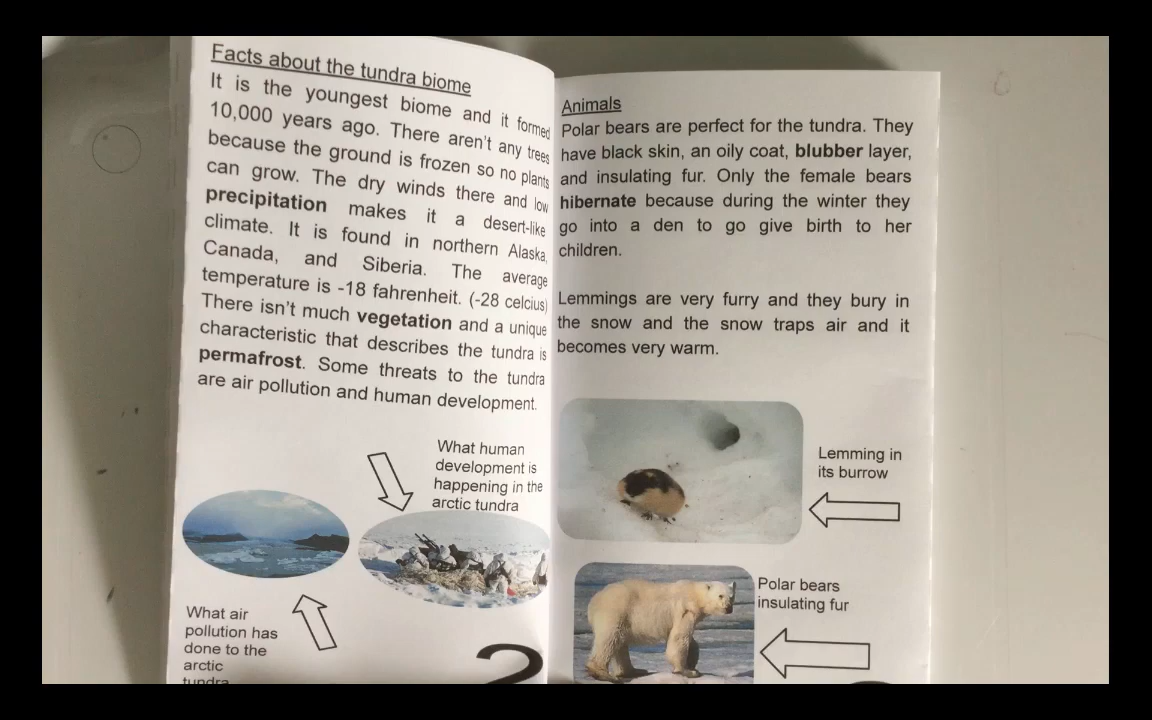 Facts about the tundra biome
It is the youngest biome and it formed
10,000 years ago. There aren't any trees
because the ground is frozen so no plants
can grow. The dry winds there and low
precipitation makes it a desert-like
climate. It is found in northern Alaska,
Canada, and Siberia. The average
temperature is -18 fahrenheit. (-28 celcius)
There isn't much vegetation and a unique
characteristic that describes the tundra is
permafrost. Some threats to the tundra
are air pollution and human development.
What human
development is
happening in the
arctic tundra
What air
pollution has
done to the
arctic
tundra
2
Animals
Polar bears are perfect for the tundra. They
have black skin, an oily coat, blubber layer,
and insulating fur. Only the female bears
hibernate because during the winter they
go into a den to go give birth to her
children.
Lemmings are very furry and they bury in
the snow and the snow traps air and it
becomes very warm.
Lemming in
its burrow
Polar bears
insulating fur